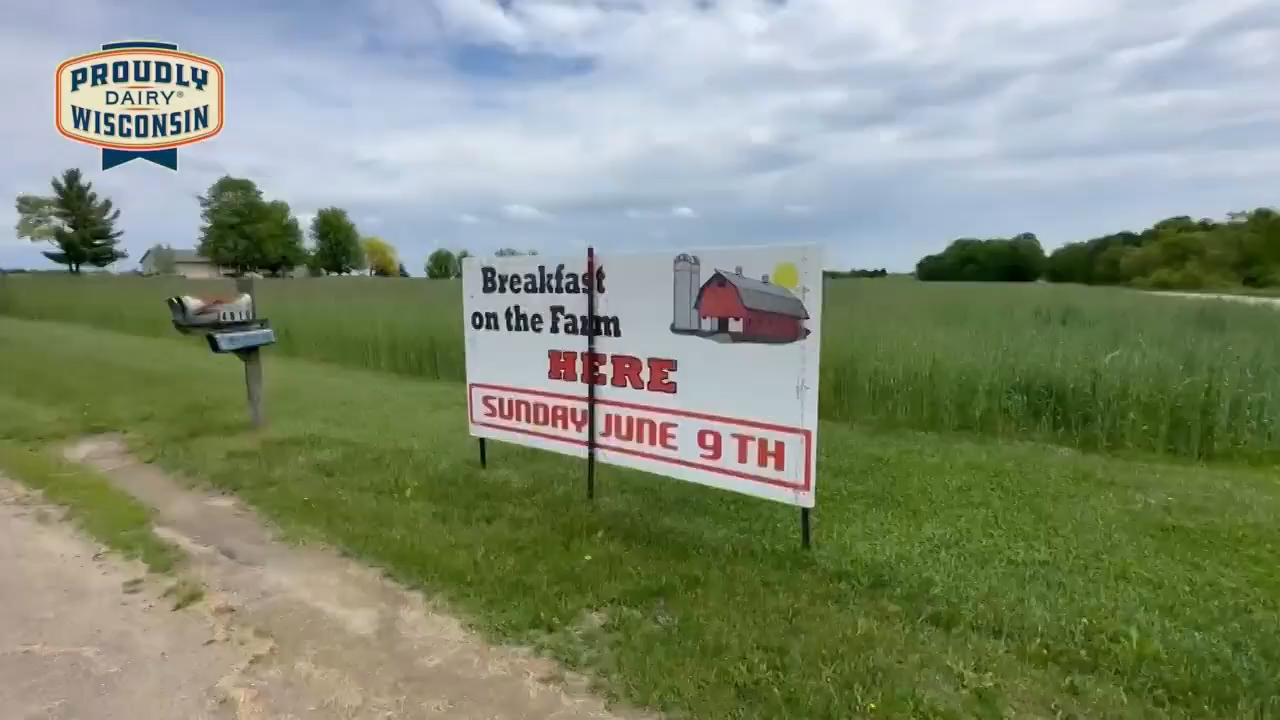 PROUDLY
DAIRY®
WISCONSIN
Breakfast
on the Farm
HERE
SUNDAY JUNE 9TH